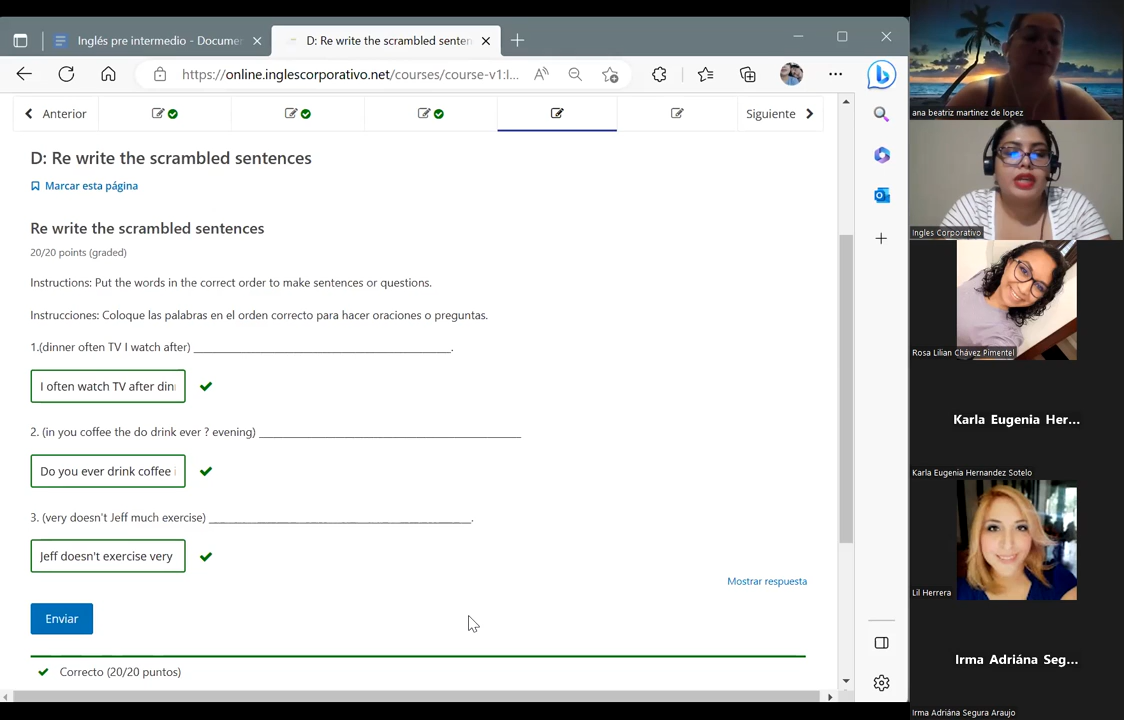 Inglés pre intermedio - Docume
D: Re write the scrambled senten
https://online.inglescorporativo.net/courses/course-v1:I...
Anterior
Siguiente
D: Re write the scrambled sentences
Marcar esta página
Re write the scrambled sentences
20/20 points (graded)
Instructions: Put the words in the correct order to make sentences or questions.
Instrucciones: Coloque las palabras en el orden correcto para hacer oraciones o preguntas.
1.(dinner often TV I watch after) ___________________________________________.
I often watch TV after din
2. (in you coffee the do drink ever ? evening) ___________________________________________
Do you ever drink coffee i
3. (very doesn't Jeff much exercise) ___________________________________________.
Jeff doesn't exercise very
Mostrar respuesta
Enviar
Correcto (20/20 puntos)
ana beatriz martinez de lopez
Ingles Corporativo
Rosa Lilian Chávez Pimentel
Karla Eugenia Her...
Karla Eugenia Hernandez Sotelo
Lil Herrera
Irma Adriána Seg...
Irma Adriána Segura Araujo